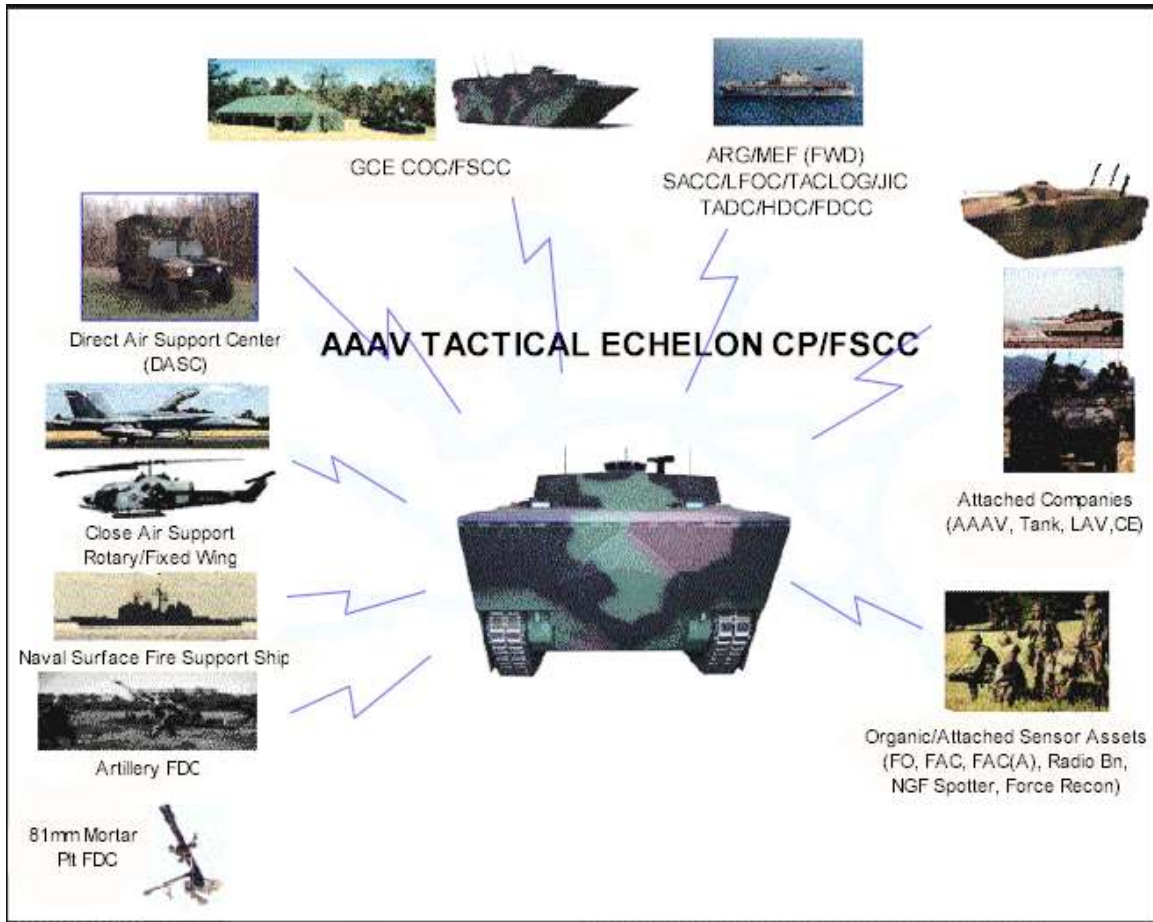 GCE COC/FSCC
ARG/MEF (FWD)
SACC/LFOC/TACLOG/JIC
TADC/HDC/FDCC
Direct Air Support Center
(DASC)
AAAV TACTICAL ECHELON CP/FSCC
Close Air Support
Rotary/Fixed Wing
Attached Companies
(AAAV, Tank, LAV,CE)
Naval Surface Fire Support Ship
Artillery FDC
Organic/Attached Sensor Assets
(FO, FAC, FAC(A), Radio Bn,
NGF Spotter, Force Recon)
81mm Mortar
Plt FDC